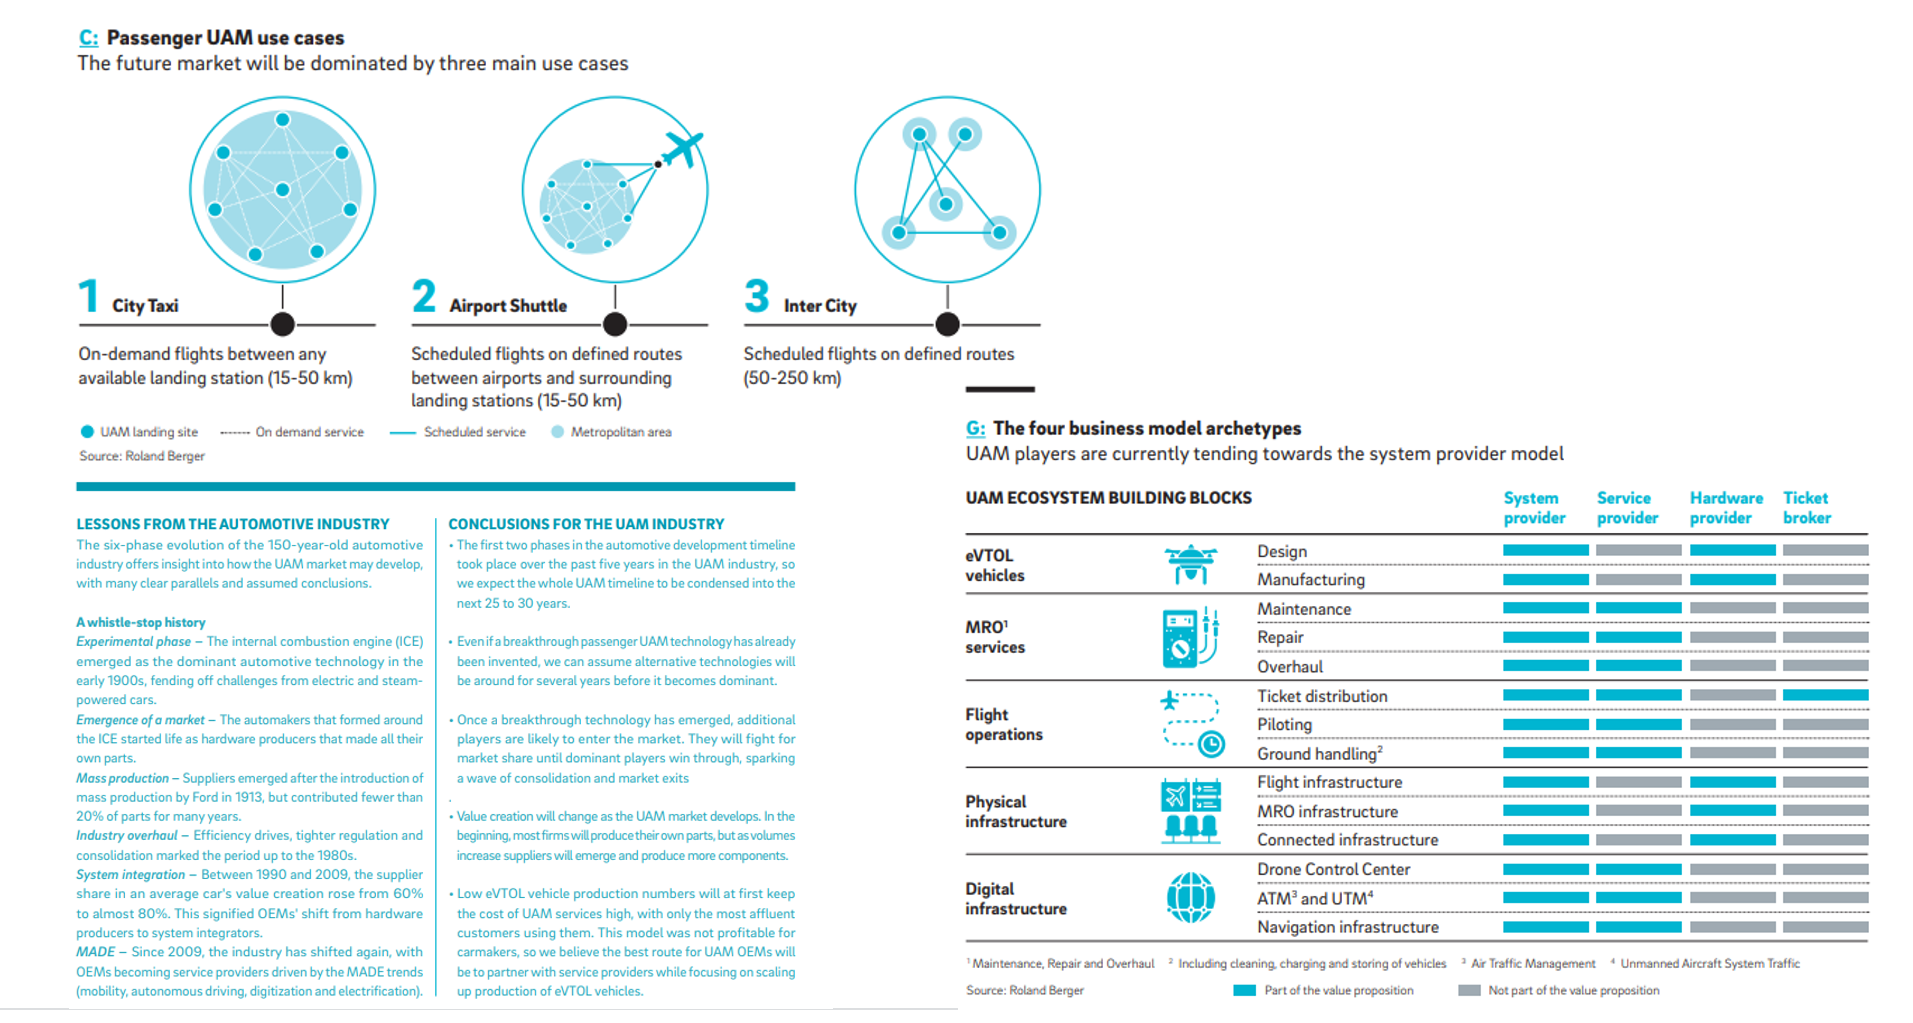 C: Passenger UAM use cases
The future market will be dominated by three main use cases
1 City Taxi
On-demand flights between any
available landing station (15-50 km)
2 Airport Shuttle
Scheduled flights on defined routes
between airports and surrounding
landing stations (15-50 km)
3 Inter City
Scheduled flights on defined routes
(50-250 km)
UAM landing site On demand service Scheduled service Metropolitan area
Source: Roland Berger
LESSONS FROM THE AUTOMOTIVE INDUSTRY
The six-phase evolution of the 150-year-old automotive
industry offers insight into how the UAM market may develop,
with many clear parallels and assumed conclusions.
A whistle-stop history
Experimental phase – The internal combustion engine (ICE)
emerged as the dominant automotive technology in the
early 1900s, fending off challenges from electric and steam-
powered cars.
Emergence of a market – The automakers that formed around
the ICE started life as hardware producers that made all their
own parts.
Mass production – Suppliers emerged after the introduction of
mass production by Ford in 1913, but contributed fewer than
20% of parts for many years.
Industry overhaul – Efficiency drives, tighter regulation and
consolidation marked the period up to the 1980s.
System integration – Between 1990 and 2009, the supplier
share in an average car's value creation rose from 60%
to almost 80%. This signified OEMs' shift from hardware
producers to system integrators.
MADE – Since 2009, the industry has shifted again, with
OEMs becoming service providers driven by the MADE trends
(mobility, autonomous driving, digitization and electrification).
CONCLUSIONS FOR THE UAM INDUSTRY
• The first two phases in the automotive development timeline
took place over the past five years in the UAM industry, so
we expect the whole UAM timeline to be condensed into the
next 25 to 30 years.
• Even if a breakthrough passenger UAM technology has already
been invented, we can assume alternative technologies will
be around for several years before it becomes dominant.
• Once a breakthrough technology has emerged, additional
players are likely to enter the market. They will fight for
market share until dominant players win through, sparking
a wave of consolidation and market exits
.
• Value creation will change as the UAM market develops. In the
beginning, most firms will produce their own parts, but as volumes
increase suppliers will emerge and produce more components.
• Low eVTOL vehicle production numbers will at first keep
the cost of UAM services high, with only the most affluent
customers using them. This model was not profitable for
carmakers, so we believe the best route for UAM OEMs will
be to partner with service providers while focusing on scaling
up production of eVTOL vehicles.
G: The four business model archetypes
UAM players are currently tending towards the system provider model
UAM ECOSYSTEM BUILDING BLOCKS
System
provider
Service
provider
Hardware
provider
Ticket
broker
eVTOL
vehicles
Design
Manufacturing
MRO¹
services
Maintenance
Repair
Overhaul
Flight
operations
Ticket distribution
Piloting
Ground handling²
Physical
infrastructure
Flight infrastructure
MRO infrastructure
Connected infrastructure
Digital
infrastructure
Drone Control Center
ATM³ and UTM⁴
Navigation infrastructure
¹ Maintenance, Repair and Overhaul ² Including cleaning, charging and storing of vehicles ³ Air Traffic Management ⁴ Unmanned Aircraft System Traffic
Source: Roland Berger Part of the value proposition Not part of the value proposition